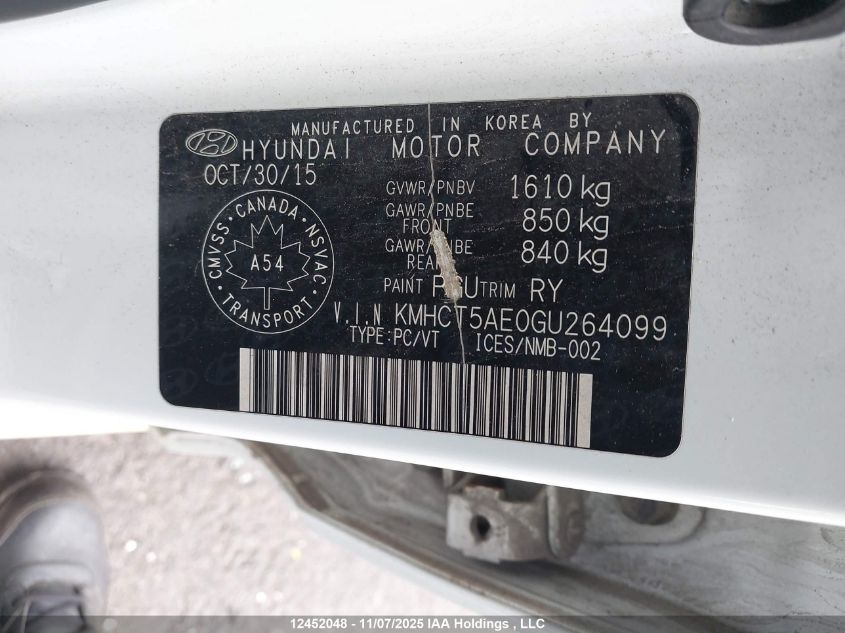 MANUFACTURED IN KOREA BY
HYUNDAI MOTOR COMPANY
OCT/30/15
GVWR/PNBV 1610 kg
GAWR/PNBE FRONT 850 kg
GAWR/PNBE REAR 840 kg
CMVSS · CANADA · NSVAC
A54
TRANSPORT
PAINT TRIM RY
V.I.N KMHCT5AE0GU264099
TYPE:PC/VT ICES/NMB-002
12452048 - 11/07/2025 IAA Holdings , LLC